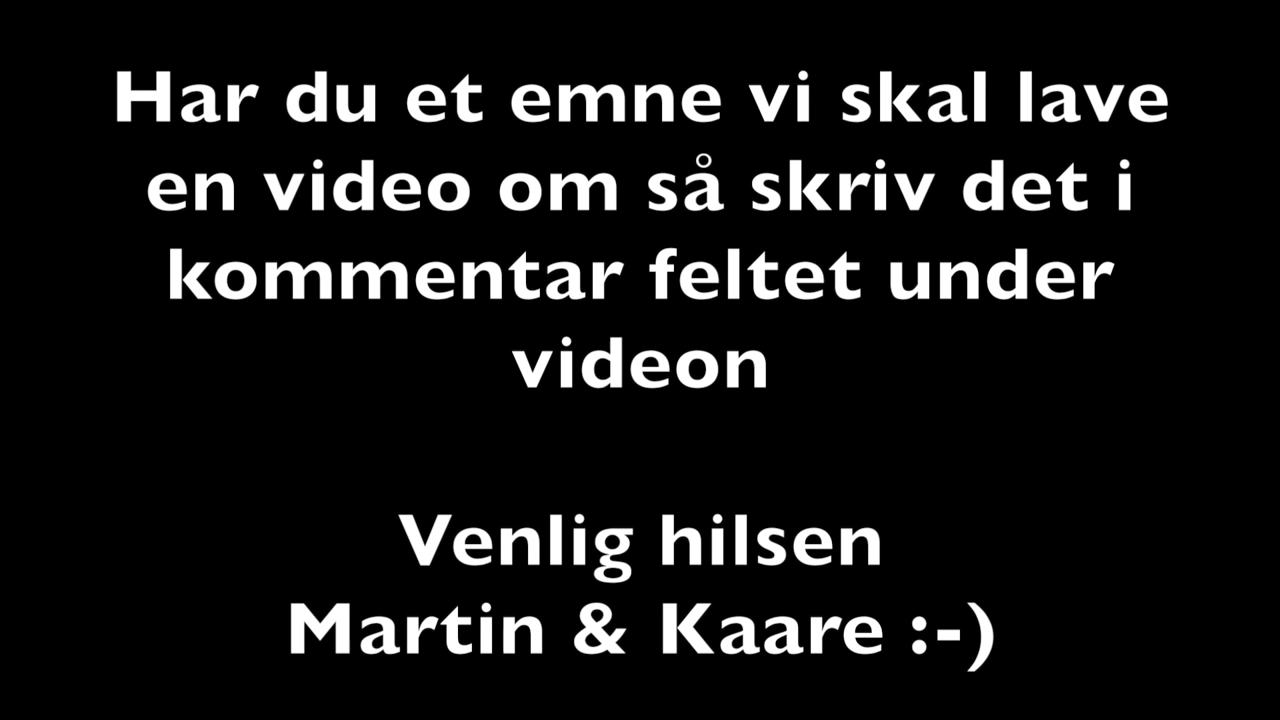 Har du et emne vi skal lave
en video om så skriv det i
kommentar feltet under
videon
Venlig hilsen
Martin & Kaare :-)